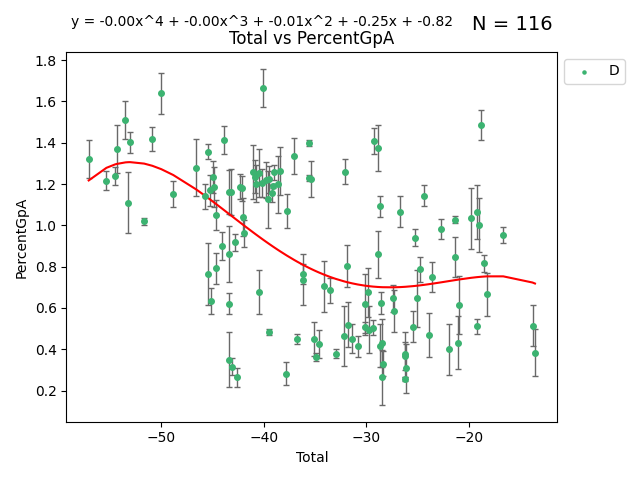 y = -0.00x^4 + -0.00x^3 + -0.01x^2 + -0.25x + -0.82
N = 116
Total vs PercentGpA
D
PercentGpA
1.8
1.6
1.4
1.2
1.0
0.8
0.6
0.4
0.2
−50
−40
−30
−20
Total